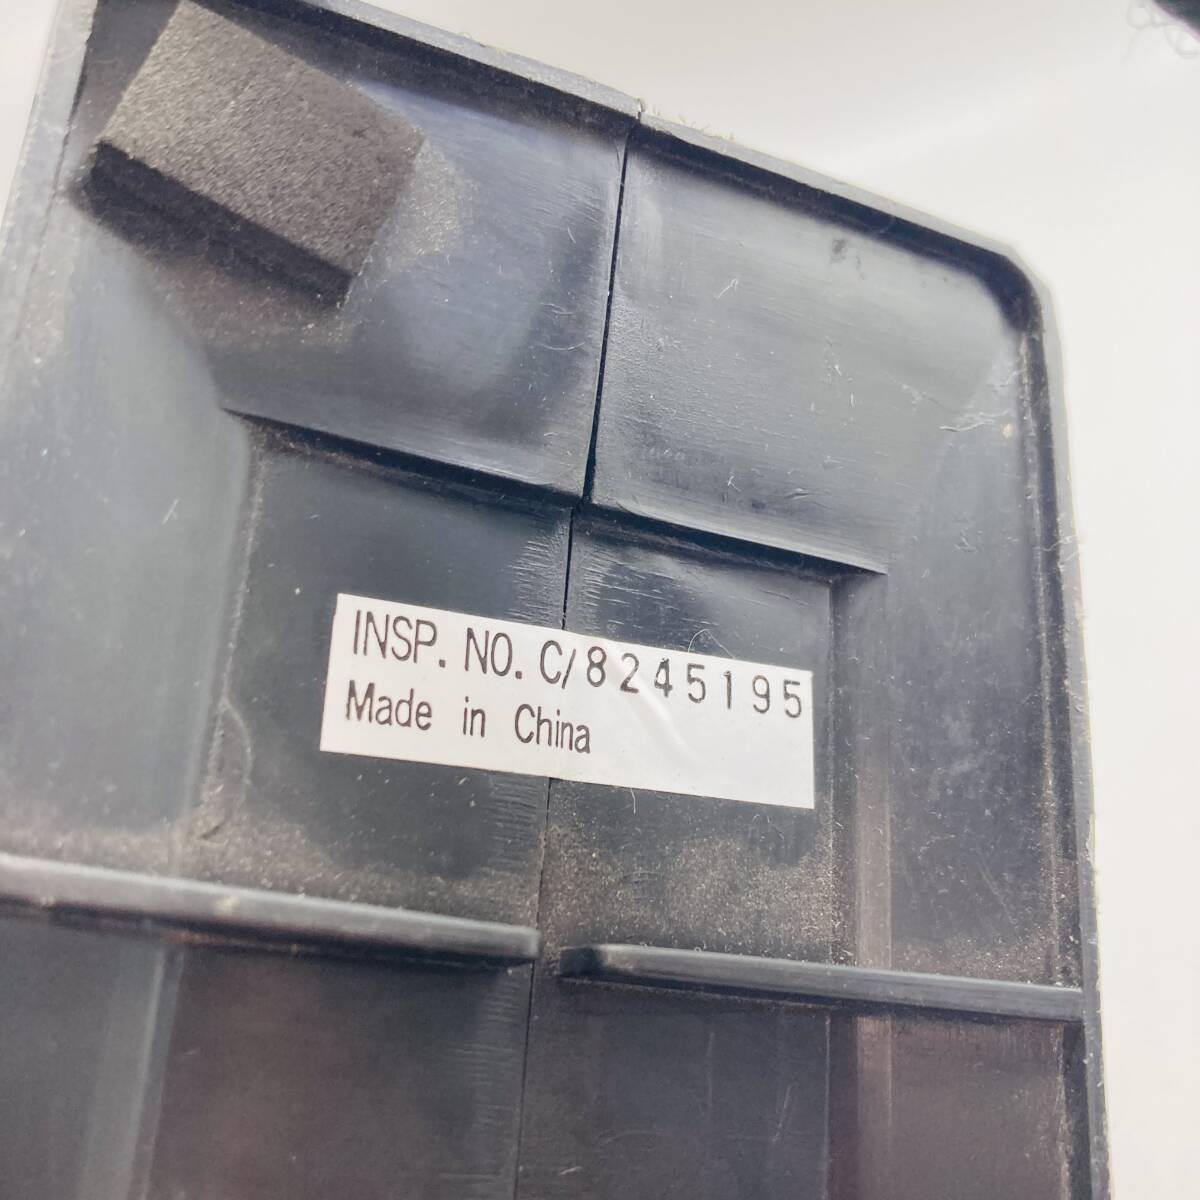 INSP. NO. C/8245195
Made in China